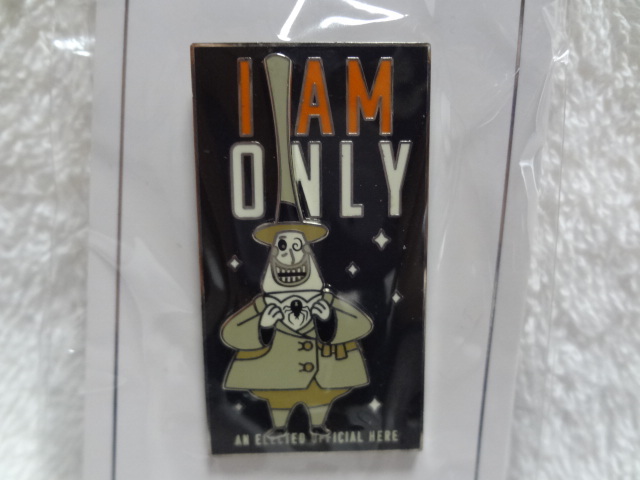 I AM
ONLY
AN ELECTED OFFICIAL HERE